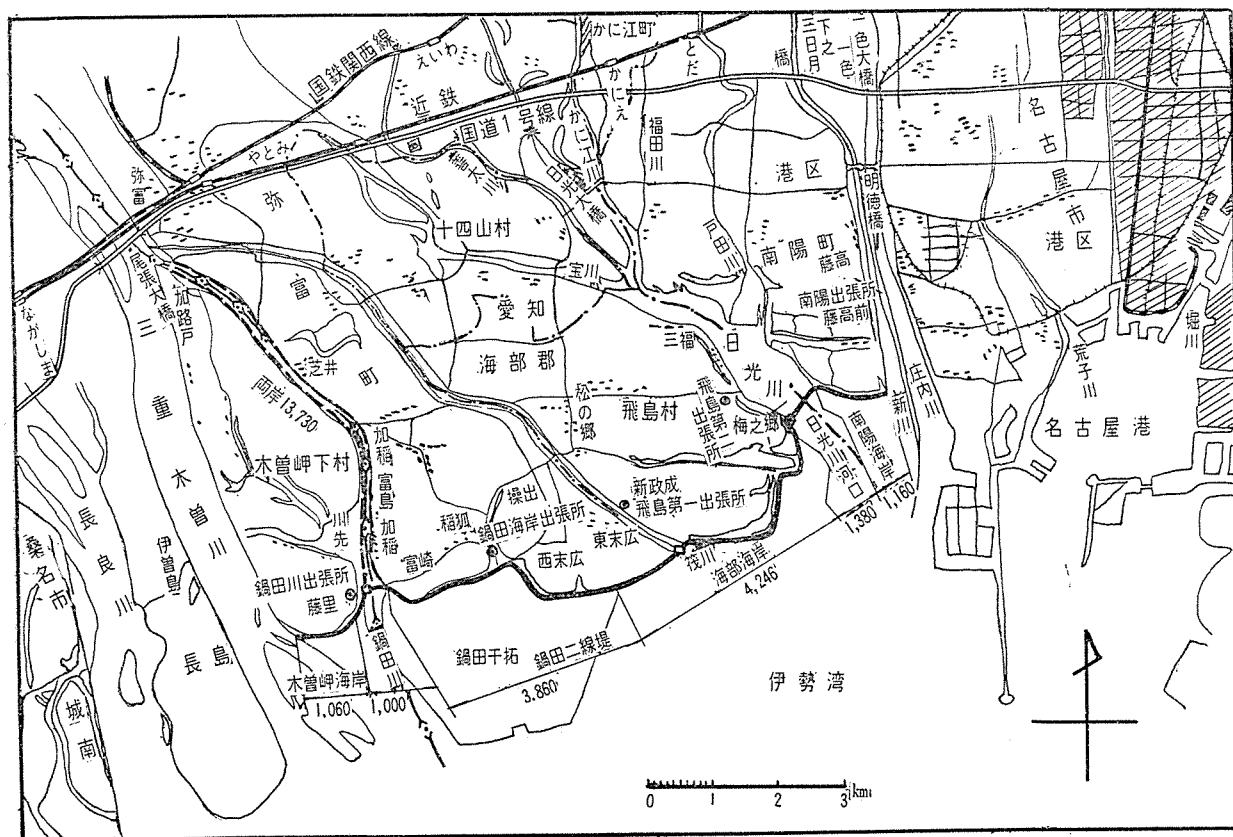 国鉄関西線
えいわ
近鉄
かに江町
とだ
かにえ
国道1号線
かに江川
善太川
日光大橋
福田川
橋
三日月
下之一色
一色大橋
名古屋市
港区
港区
明徳橋
やとみ
弥富
弥富町
十四山村
宝川
戸田川
南陽町
藤高
南陽出張所
藤高前
尾張大橋
加路戸
ながしま
三重
木曽川
芝井
両岸13,730
愛知
海部郡
三福
日光川
飛島第二出張所
飛島村
梅之郷
日光川河口
南陽海岸
新川
庄内川
荒子川
堀川
名古屋港
松の郷
木曽岬下村
加稲
富島
加稲
川先
操出
稲狐
鍋田海岸出張所
富崎
新政成
飛島第一出張所
東末広
西末広
筏川
海部海岸
4,246
1,380
1,160
長良川
桑名市
伊曽島
長島
鍋田川出張所
藤里
鍋田川
木曽岬海岸
1,060
1,000
鍋田干拓
鍋田二線堤
3,860
伊勢湾
城南
0 1 2 3km